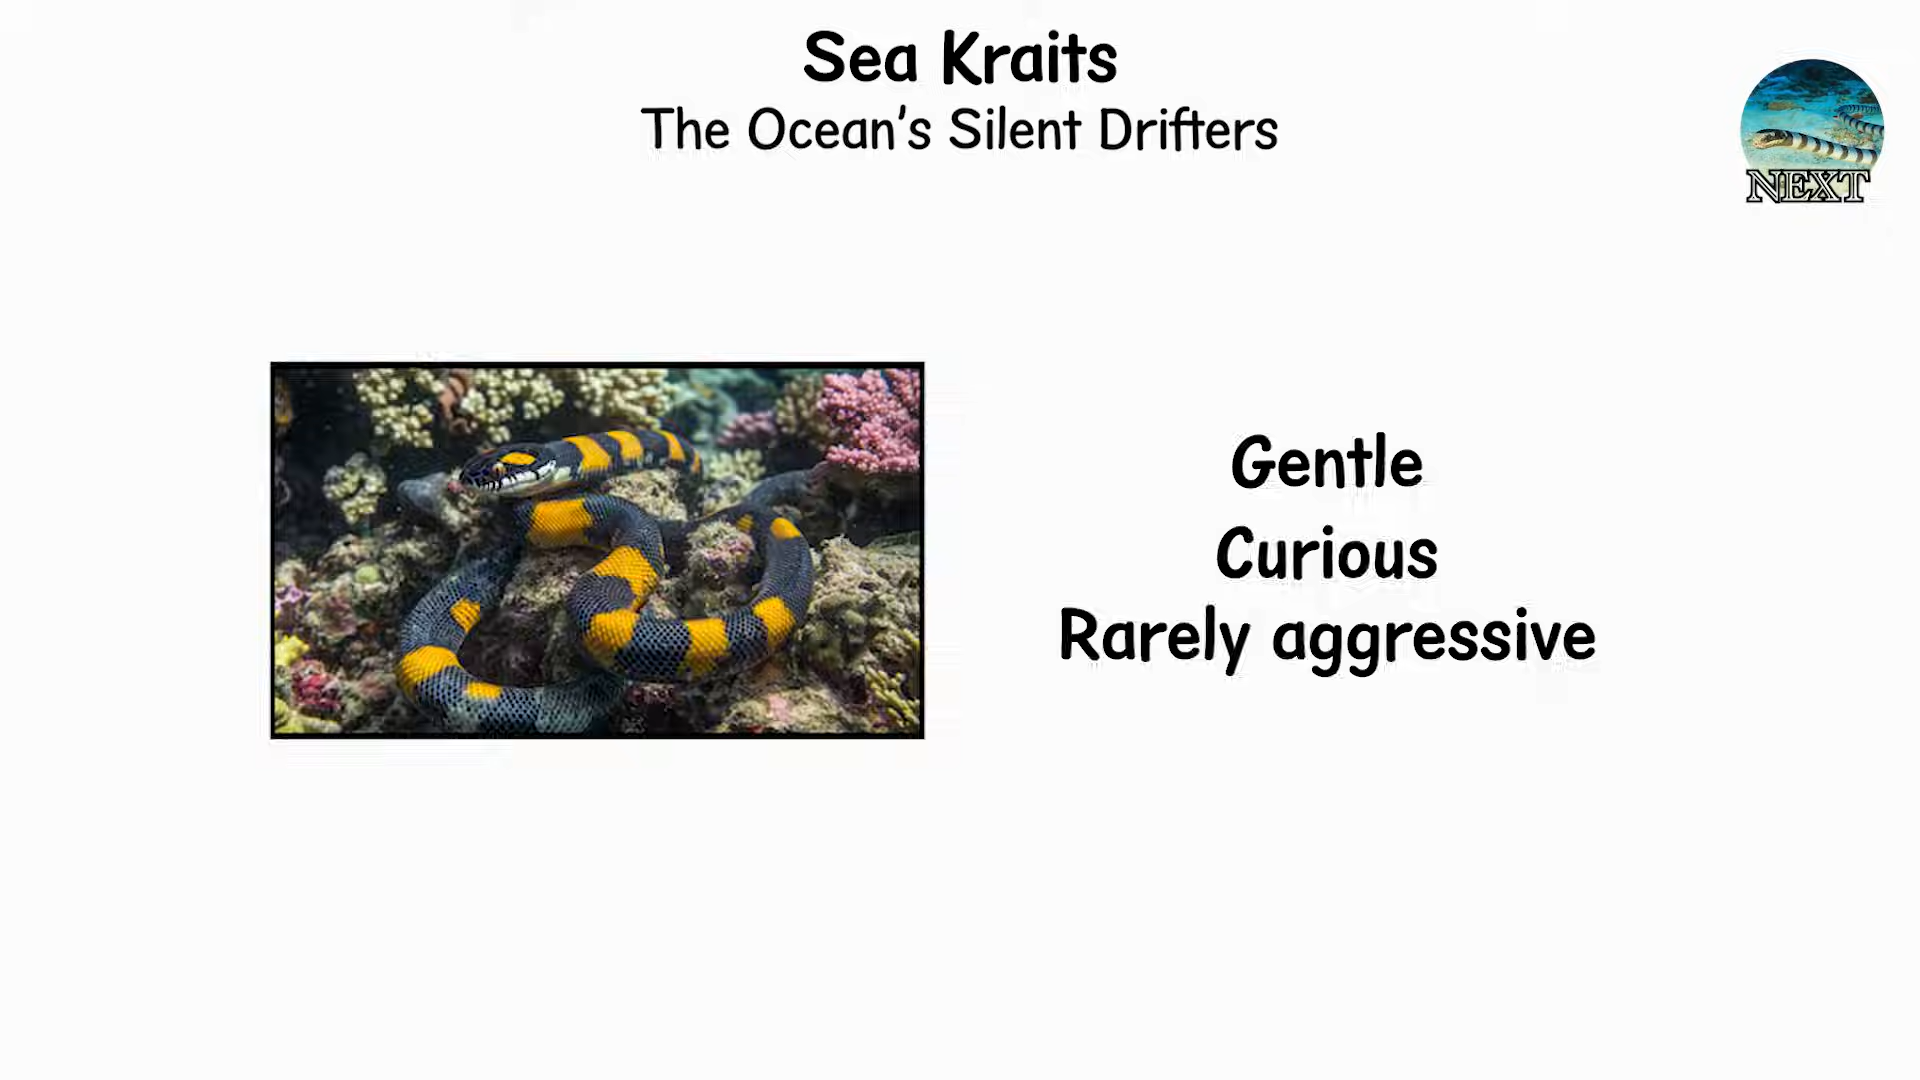 Sea Kraits
The Ocean's Silent Drifters
NEXT
Gentle
Curious
Rarely aggressive